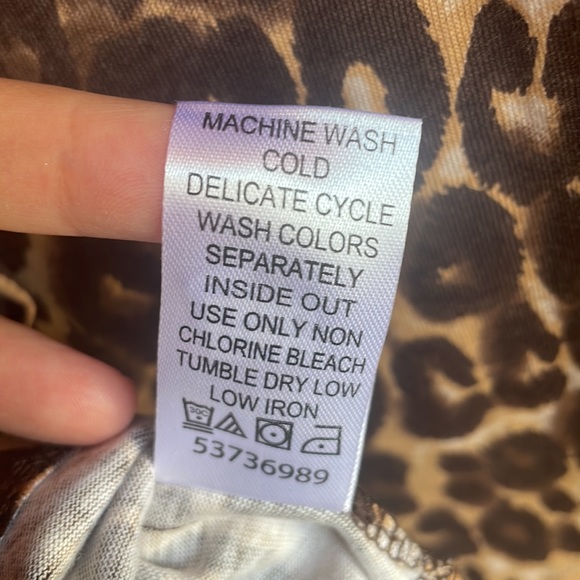 MACHINE WASH
COLD
DELICATE CYCLE
WASH COLORS
SEPARATELY
INSIDE OUT
USE ONLY NON
CHLORINE BLEACH
TUMBLE DRY LOW
LOW IRON
53736989